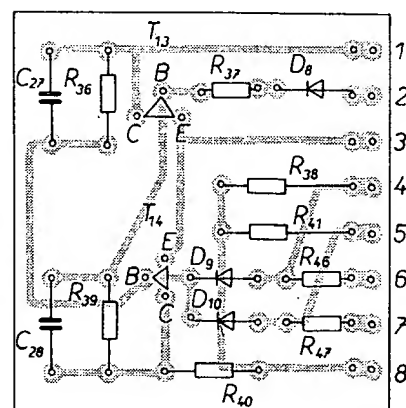 T13 1
C27 R36 B R37 D8 2
C E 3
R38 4
T14 R41 5
E
B D9 R46 6
R39 C D10 7
C28 R47
R40 8